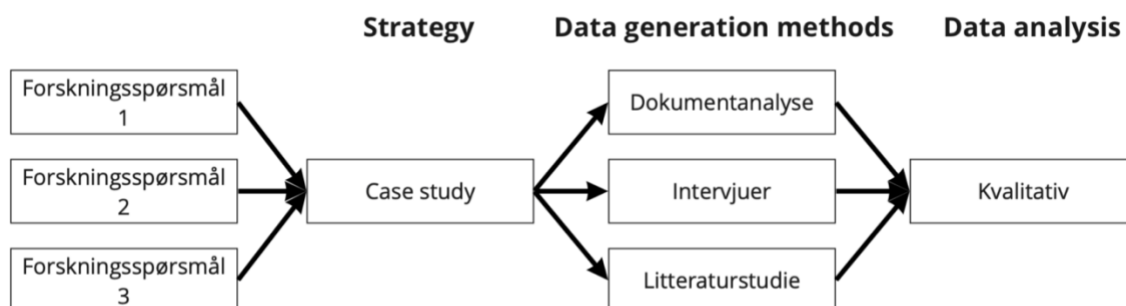 Strategy
Data generation methods
Data analysis
Forskningsspørsmål
1
Forskningsspørsmål
2
Forskningsspørsmål
3
Case study
Dokumentanalyse
Intervjuer
Litteraturstudie
Kvalitativ